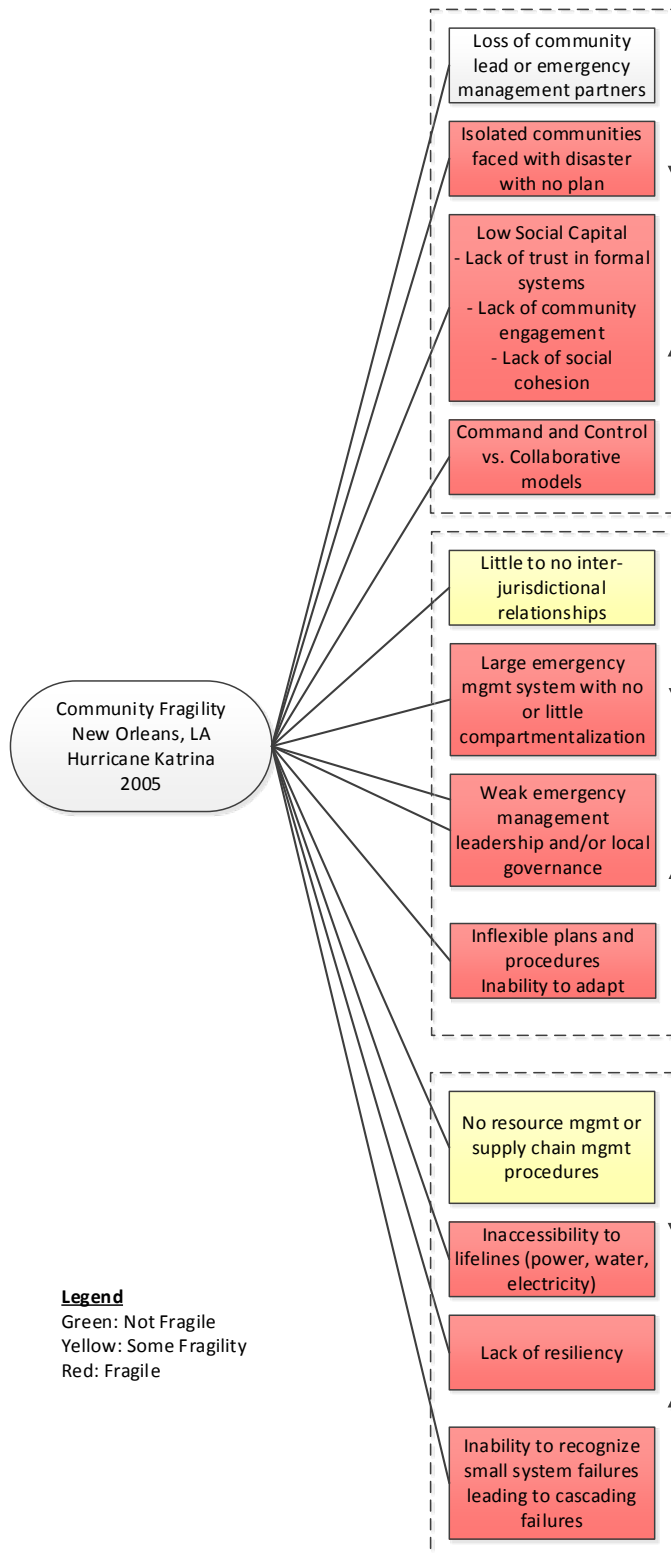 Loss of community
lead or emergency
management partners
Isolated communities
faced with disaster
with no plan
Low Social Capital
- Lack of trust in formal
systems
- Lack of community
engagement
- Lack of social
cohesion
Command and Control
vs. Collaborative
models
Little to no inter-
jurisdictional
relationships
Large emergency
mgmt system with no
or little
compartmentalization
Community Fragility
New Orleans, LA
Hurricane Katrina
2005
Weak emergency
management
leadership and/or local
governance
Inflexible plans and
procedures
Inability to adapt
No resource mgmt or
supply chain mgmt
procedures
Inaccessibility to
lifelines (power, water,
electricity)
Lack of resiliency
Inability to recognize
small system failures
leading to cascading
failures
Legend
Green: Not Fragile
Yellow: Some Fragility
Red: Fragile